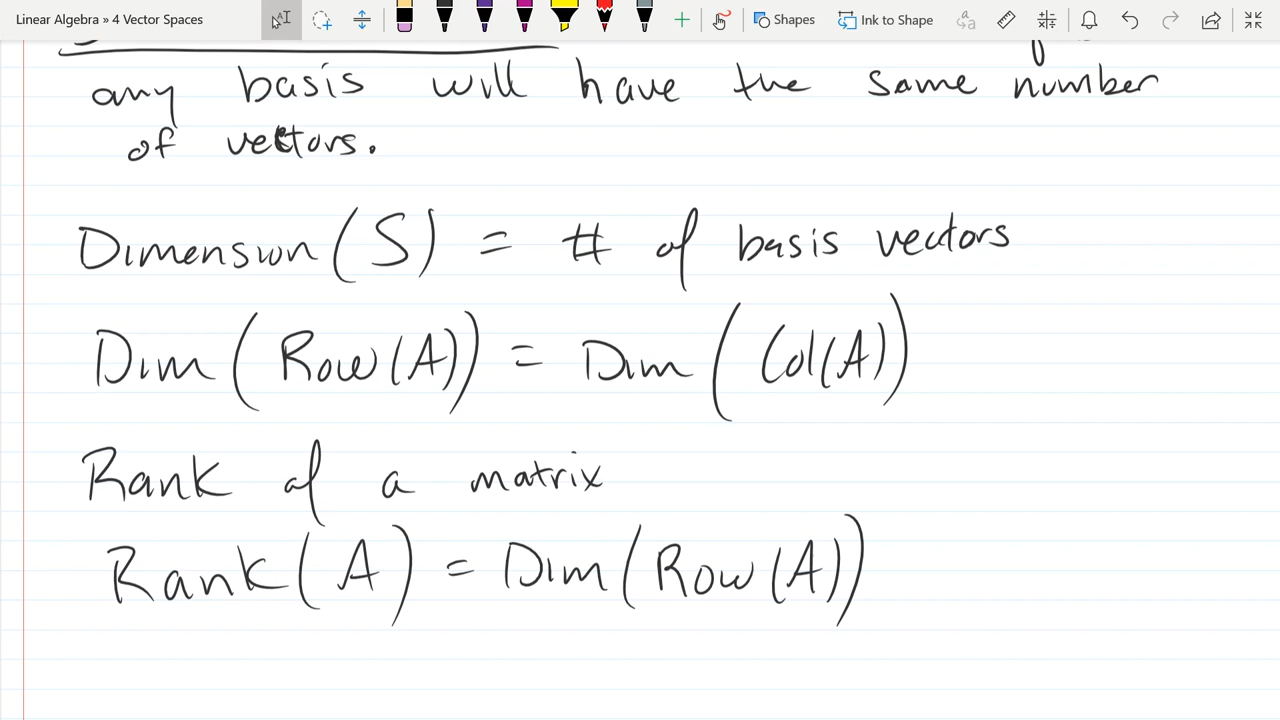 Linear Algebra » 4 Vector Spaces
Shapes
Ink to Shape
any basis will have the same number
of vectors.
Dimension(S) = # of basis vectors
Dim(Row(A)) = Dim(Col(A))
Rank of a matrix
Rank(A) = Dim(Row(A))